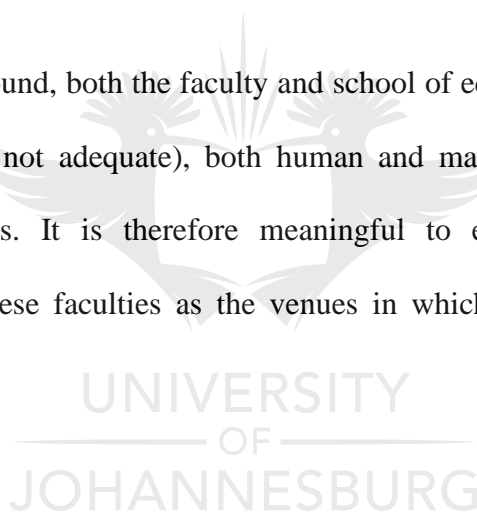 und, both the faculty and school of e
not adequate), both human and ma
s. It is therefore meaningful to e
ese faculties as the venues in which
UNIVERSITY
OF
JOHANNESBURG